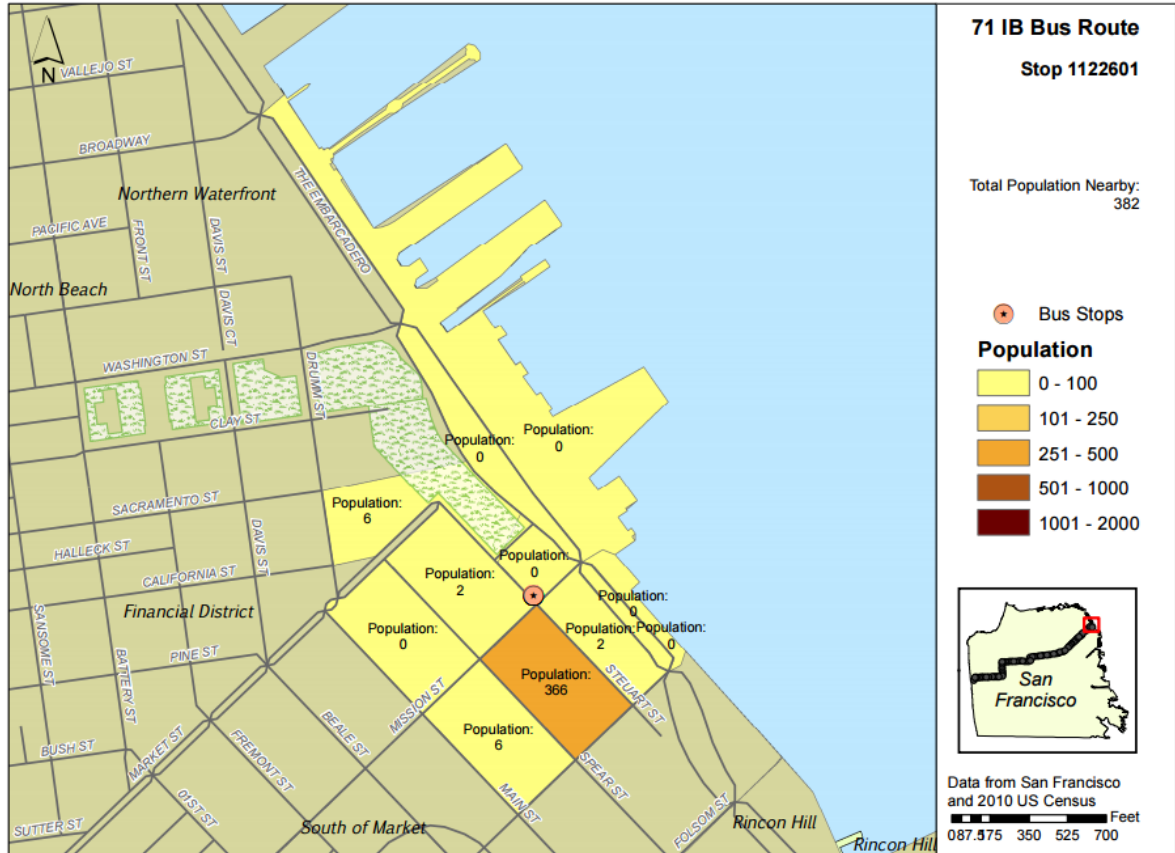 71 IB Bus Route
Stop 1122601
Total Population Nearby:
382
Bus Stops
Population
0 - 100
101 - 250
251 - 500
501 - 1000
1001 - 2000
San
Francisco
Data from San Francisco
and 2010 US Census
Feet
087.5175 350 525 700
N
VALLEJO ST
BROADWAY
Northern Waterfront
THE EMBARCADERO
PACIFIC AVE
FRONT ST
DAVIS ST
North Beach
DAVIS CT
WASHINGTON ST
DRUMM ST
CLAY ST
Population:
0
Population:
0
SACRAMENTO ST
Population:
6
HALLECK ST
DAVIS ST
CALIFORNIA ST
Population:
0
Population:
2
Financial District
SANSOME ST
BATTERY ST
PINE ST
Population:
0
Population:
0
Population:
2
Population:
0
Population:
366
STEUART ST
MISSION ST
Population:
6
BUSH ST
MARKET ST
FREMONT ST
BEALE ST
SPEAR ST
MAIN ST
01ST ST
SUTTER ST
South of Market
FOLSOM ST
Rincon Hill
Rincon Hill